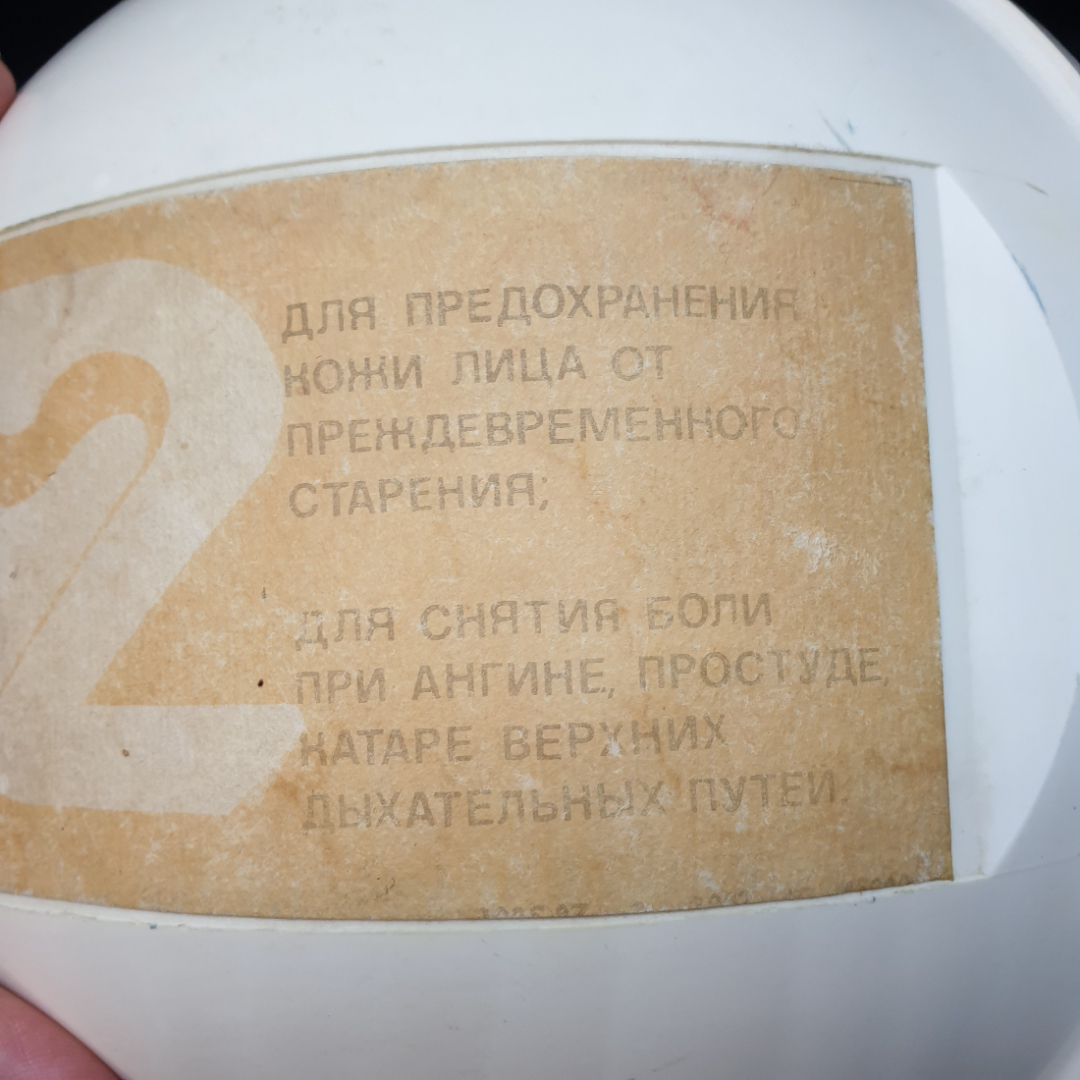 2
ДЛЯ ПРЕДОХРАНЕНИЯ
КОЖИ ЛИЦА ОТ
ПРЕЖДЕВРЕМЕННОГО
СТАРЕНИЯ;
ДЛЯ СНЯТИЯ БОЛИ
ПРИ АНГИНЕ, ПРОСТУДЕ,
КАТАРЕ ВЕРХНИХ
ДЫХАТЕЛЬНЫХ ПУТЕЙ.